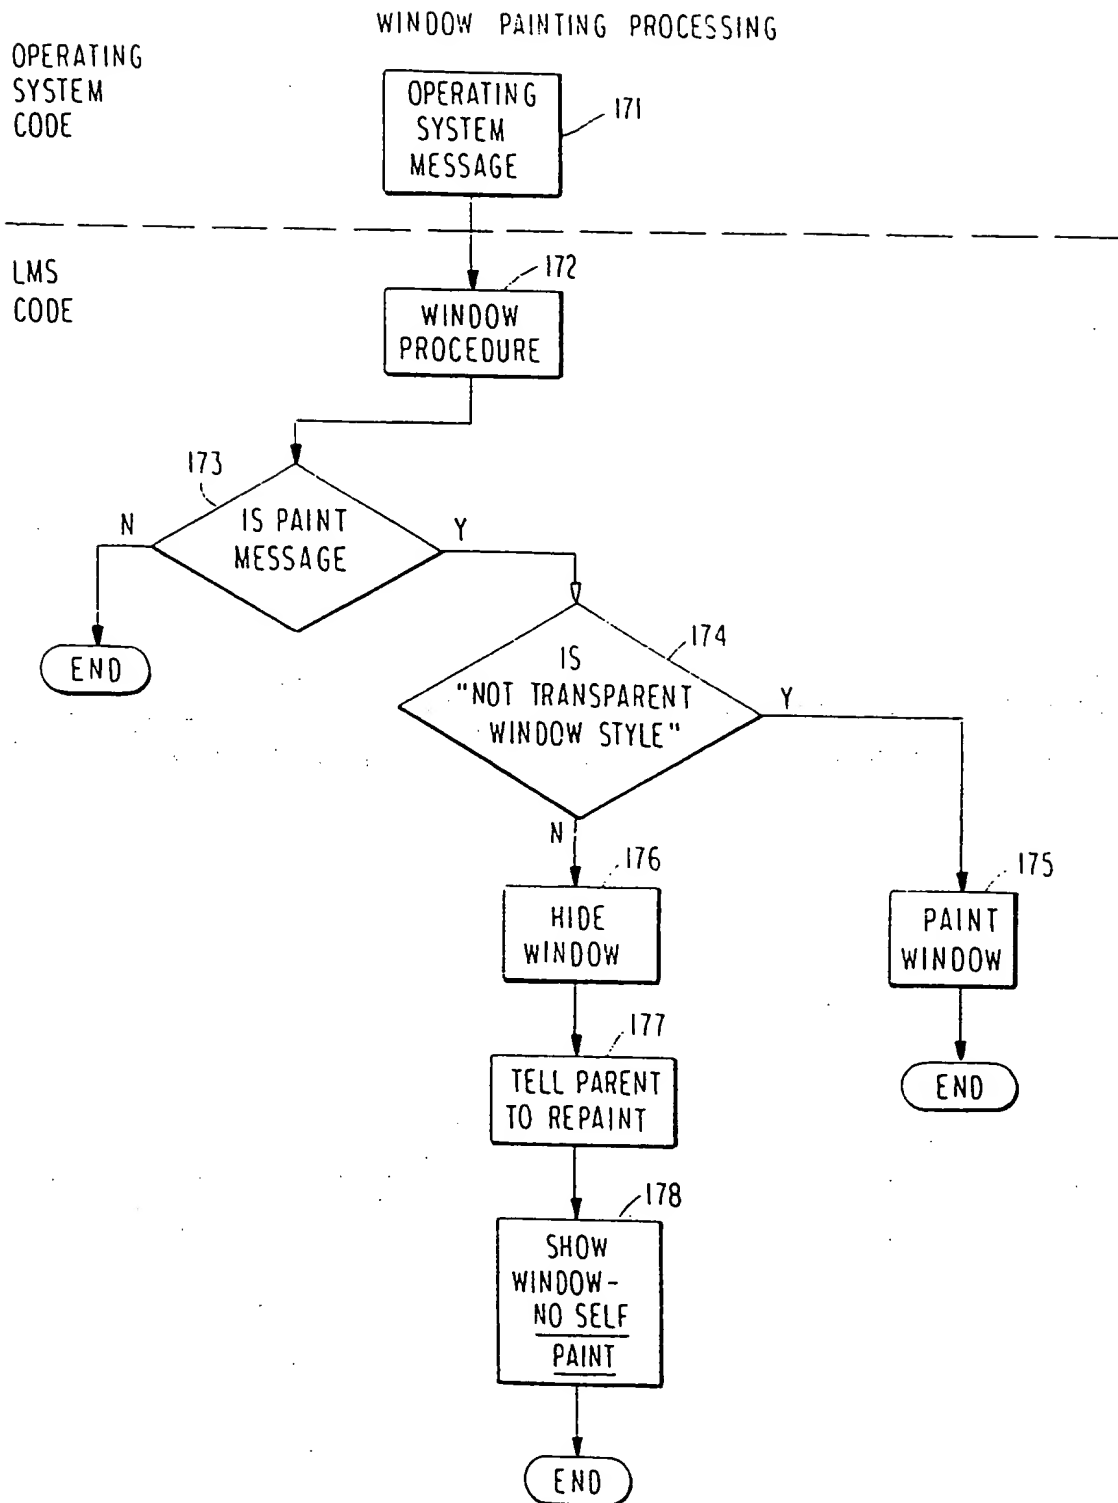 WINDOW PAINTING PROCESSING
OPERATING
SYSTEM
CODE
OPERATING
SYSTEM
MESSAGE
171
LMS
CODE
172
WINDOW
PROCEDURE
173
IS PAINT
MESSAGE
N
Y
END
174
IS
"NOT TRANSPARENT
WINDOW STYLE"
Y
N
176
HIDE
WINDOW
175
PAINT
WINDOW
177
TELL PARENT
TO REPAINT
END
178
SHOW
WINDOW-
NO SELF
PAINT
END